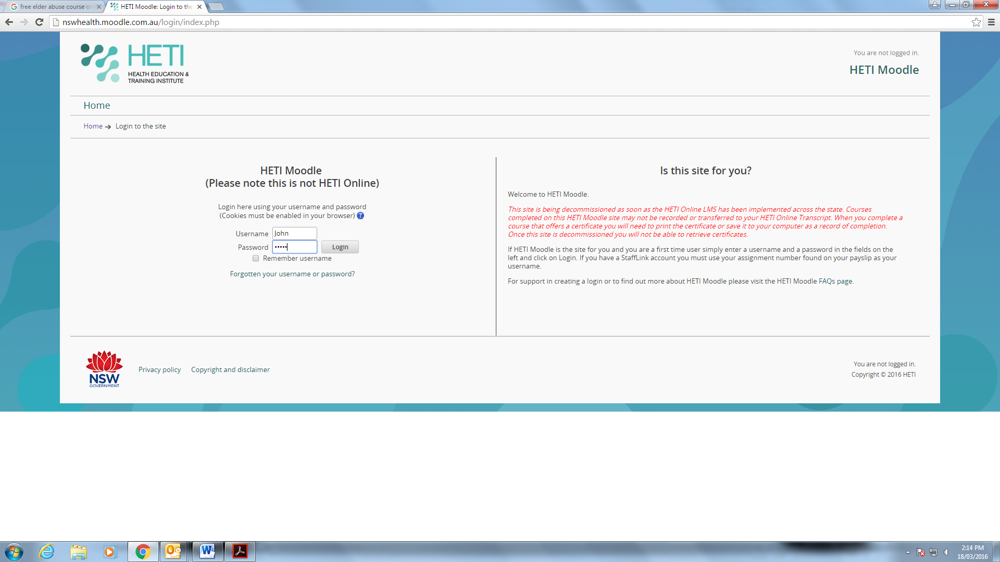 free elder abuse course o
HETI Moodle: Login to the
nswhealth.moodle.com.au/login/index.php
HETI
HEALTH EDUCATION &
TRAINING INSTITUTE
You are not logged in.
HETI Moodle
Home
Home Login to the site
HETI Moodle
(Please note this is not HETI Online)
Login here using your username and password
(Cookies must be enabled in your browser) ?
Username John
Password ••••• Login
Remember username
Forgotten your username or password?
Is this site for you?
Welcome to HETI Moodle.
This site is being decommissioned as soon as the HETI Online LMS has been implemented across the state. Courses
completed on this HETI Moodle site may not be recorded or transferred to your HETI Online Transcript. When you complete a
course that offers a certificate you will need to print the certificate or save it to your computer as a record of completion.
Once this site is decommissioned you will not be able to retrieve certificates.
If HETI Moodle is the site for you and you are a first time user simply enter a username and a password in the fields on the
left and click on Login. If you have a StaffLink account you must use your assignment number found on your payslip as your
username.
For support in creating a login or to find out more about HETI Moodle please visit the HETI Moodle FAQs page.
NSW
GOVERNMENT
Privacy policy Copyright and disclaimer
You are not logged in.
Copyright © 2016 HETI
2:14 PM
18/03/2016